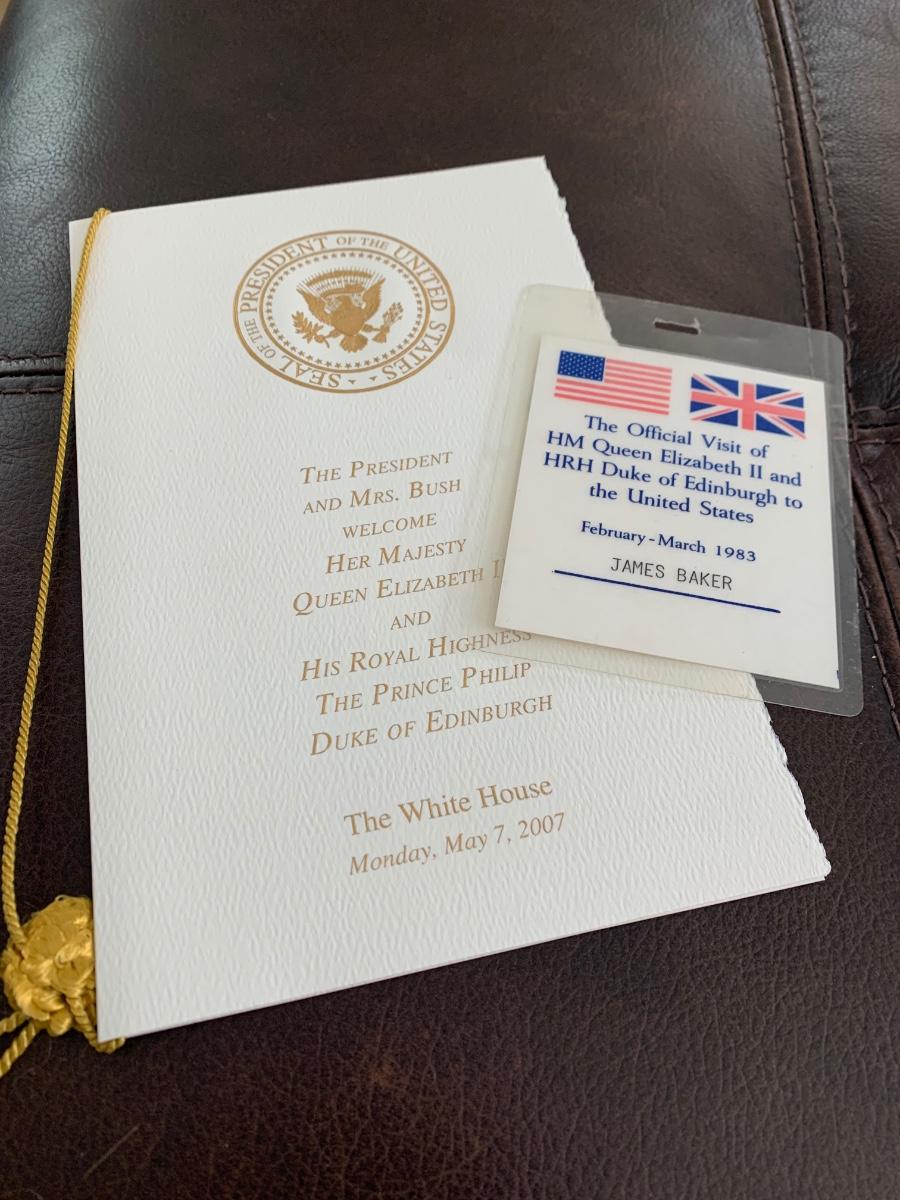 SEAL OF THE PRESIDENT OF THE UNITED STATES
THE PRESIDENT
AND MRS. BUSH
WELCOME
HER MAJESTY
QUEEN ELIZABETH II
AND
HIS ROYAL HIGHNESS
THE PRINCE PHILIP
DUKE OF EDINBURGH
The White House
Monday, May 7, 2007
The Official Visit of
HM Queen Elizabeth II and
HRH Duke of Edinburgh to
the United States
February - March 1983
JAMES BAKER